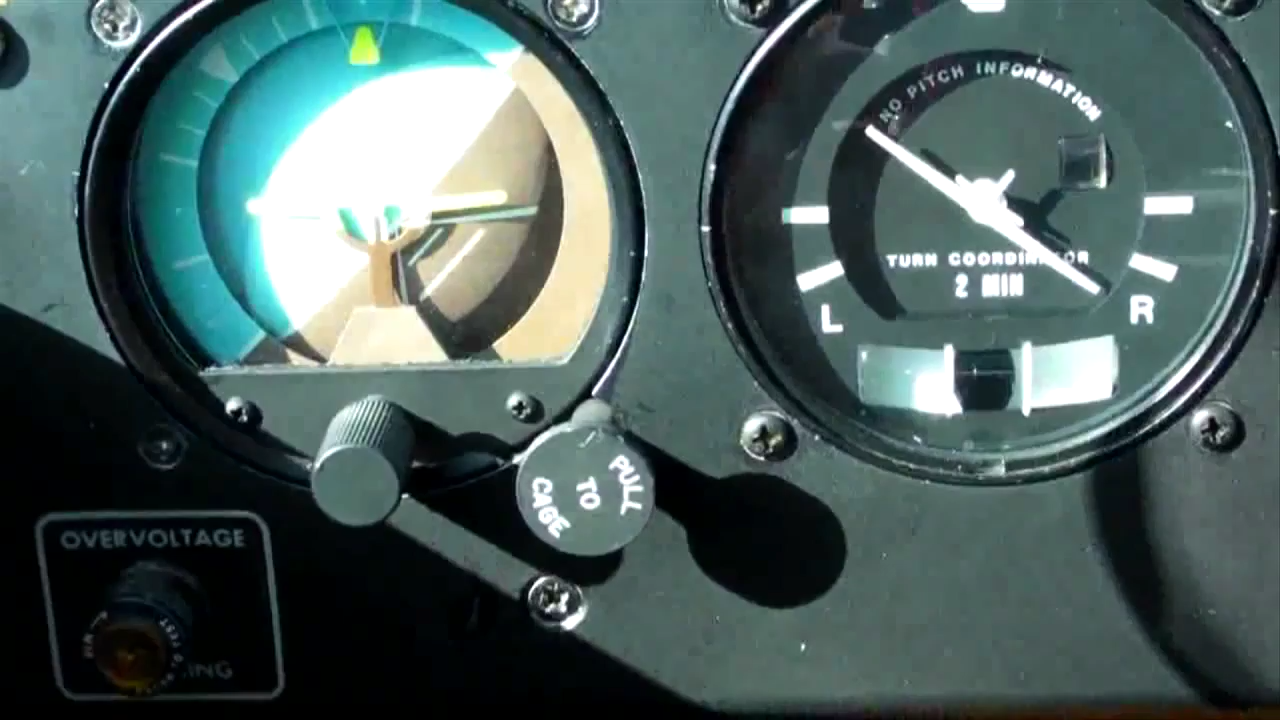 NO PITCH INFORMATION
TURN COORDINATOR
2 MIN
L
R
PULL
TO
CAGE
OVERVOLTAGE